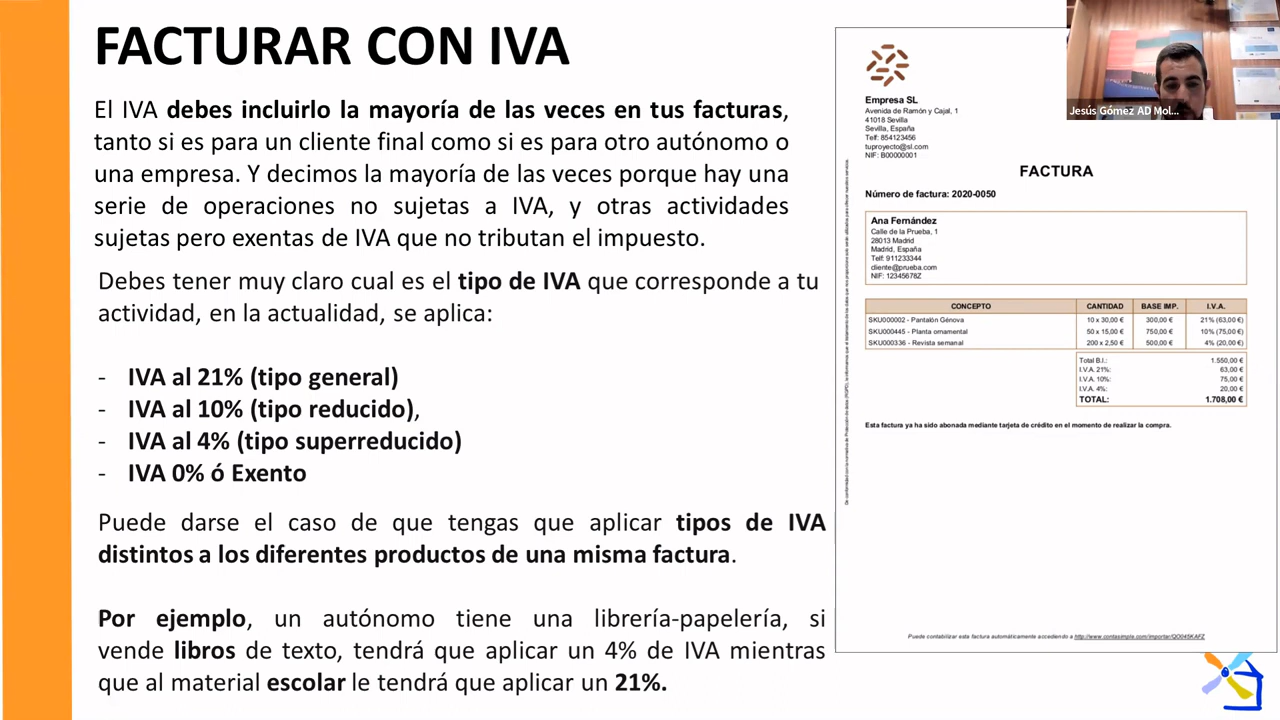 FACTURAR CON IVA
El IVA debes incluirlo la mayoría de las veces en tus facturas,
tanto si es para un cliente final como si es para otro autónomo o
una empresa. Y decimos la mayoría de las veces porque hay una
serie de operaciones no sujetas a IVA, y otras actividades
sujetas pero exentas de IVA que no tributan el impuesto.
Debes tener muy claro cual es el tipo de IVA que corresponde a tu
actividad, en la actualidad, se aplica:
- IVA al 21% (tipo general)
- IVA al 10% (tipo reducido),
- IVA al 4% (tipo superreducido)
- IVA 0% ó Exento
Puede darse el caso de que tengas que aplicar tipos de IVA
distintos a los diferentes productos de una misma factura.
Por ejemplo, un autónomo tiene una librería-papelería, si
vende libros de texto, tendrá que aplicar un 4% de IVA mientras
que al material escolar le tendrá que aplicar un 21%.
Jesús Gómez AD Mol...
Empresa SL
Avenida de Ramón y Cajal, 1
41018 Sevilla
Sevilla, España
Telf: 854123456
tuproyecto@sl.com
NIF: B00000001
FACTURA
Número de factura: 2020-0050
Ana Fernández
Calle de la Prueba, 1
28013 Madrid
Madrid, España
Telf: 911233344
cliente@prueba.com
NIF: 12345678Z
CONCEPTO CANTIDAD BASE IMP. I.V.A.
SKU000002 - Pantalón Génova 10 x 30,00 € 300,00 € 21% (63,00 €)
SKU000445 - Planta ornamental 50 x 15,00 € 750,00 € 10% (75,00 €)
SKU000336 - Revista semanal 200 x 2,50 € 500,00 € 4% (20,00 €)
Total B.I.: 1.550,00 €
I.V.A. 21%: 63,00 €
I.V.A. 10%: 75,00 €
I.V.A. 4%: 20,00 €
TOTAL: 1.708,00 €
Esta factura ya ha sido abonada mediante tarjeta de crédito en el momento de realizar la compra.
Puede contabilizar esta factura automáticamente accediendo a